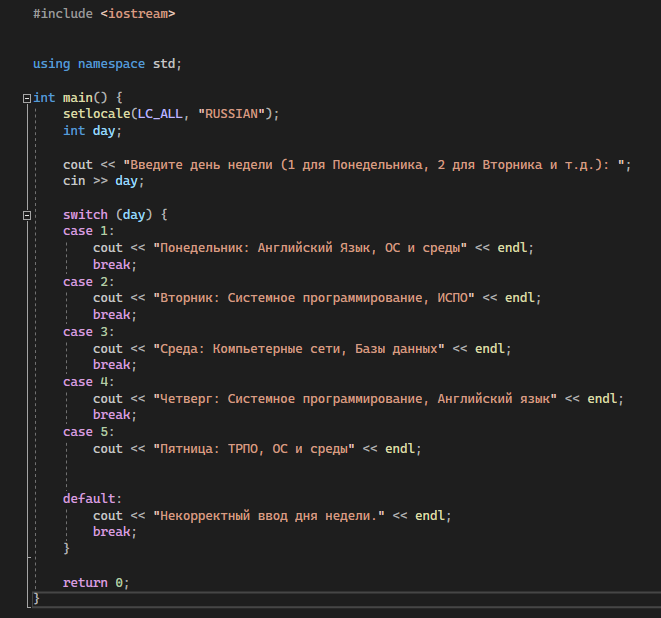 #include <iostream>
using namespace std;
int main() {
setlocale(LC_ALL, "RUSSIAN");
int day;
cout << "Введите день недели (1 для Понедельника, 2 для Вторника и т.д.): ";
cin >> day;
switch (day) {
case 1:
cout << "Понедельник: Английский Язык, ОС и среды" << endl;
break;
case 2:
cout << "Вторник: Системное программирование, ИСПО" << endl;
break;
case 3:
cout << "Среда: Компьетерные сети, Базы данных" << endl;
break;
case 4:
cout << "Четверг: Системное программирование, Английский язык" << endl;
break;
case 5:
cout << "Пятница: ТРПО, ОС и среды" << endl;
default:
cout << "Некорректный ввод дня недели." << endl;
break;
}
return 0;
}